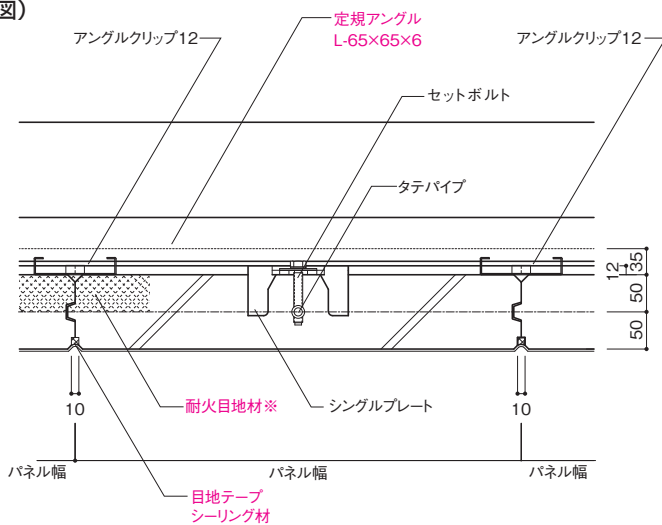 図）
定規アングル
L-65×65×6
アングルクリップ12
アングルクリップ12
セットボルト
タテパイプ
12
35
50
50
10
耐火目地材※
シングルプレート
10
パネル幅
パネル幅
パネル幅
目地テープ
シーリング材